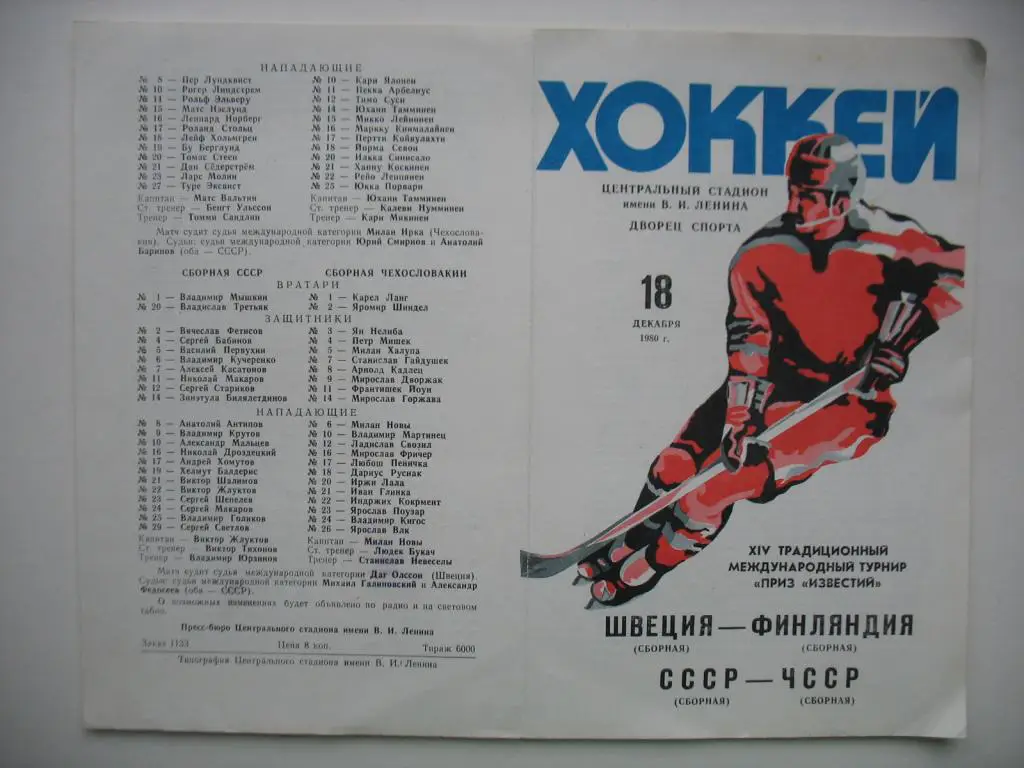 НАПАДАЮЩИЕ
№ 8 — Пер Лундквист
№ 10 — Рогер Линдстрем
№ 11 — Рольф Эльверу
№ 15 — Матс Нэслунд
№ 16 — Леннард Норберг
№ 17 — Роланд Стольц
№ 18 — Лейф Хольмгрен
№ 19 — Бу Берглунд
№ 20 — Томас Стеен
№ 21 — Дан Сёдерстрём
№ 23 — Ларс Молин
№ 27 — Туре Эквист
Капитан — Матс Вальтин
Ст. тренер — Бенгт Ульссон
Тренер — Томми Сандлин
№ 10 — Кари Ялонен
№ 11 — Пекка Арбелиус
№ 12 — Тимо Суси
№ 14 — Юхани Тамминен
№ 15 — Микко Лейнонен
№ 16 — Маркку Кималайнен
№ 17 — Пертти Койвулахти
№ 18 — Йорма Севон
№ 20 — Илкка Синисало
№ 21 — Ханну Коскинен
№ 22 — Рейо Леппянен
№ 25 — Юкка Порвари
Капитан — Юхани Тамминен
Ст. тренер — Калеви Нумминен
Тренер — Кари Мякинен
Матч судит судья международной категории Милан Ирка (Чехослова-
кия). Судьи: судьи международной категории Юрий Смирнов и Анатолий
Баринов (оба — СССР).
СБОРНАЯ СССР СБОРНАЯ ЧЕХОСЛОВАКИИ
ВРАТАРИ
№ 1 — Владимир Мышкин
№ 20 — Владислав Третьяк
№ 1 — Карел Ланг
№ 2 — Яромир Шиндел
ЗАЩИТНИКИ
№ 2 — Вячеслав Фетисов
№ 4 — Сергей Бабинов
№ 5 — Василий Первухин
№ 6 — Владимир Кучеренко
№ 7 — Алексей Касатонов
№ 11 — Николай Макаров
№ 12 — Сергей Стариков
№ 14 — Зинэтула Билялетдинов
№ 3 — Ян Нелиба
№ 4 — Петр Мишек
№ 5 — Милан Халупа
№ 7 — Станислав Гайдушек
№ 8 — Арнолд Кадлец
№ 9 — Мирослав Дворжак
№ 11 — Франтишек Йоун
№ 14 — Мирослав Горжава
НАПАДАЮЩИЕ
№ 8 — Анатолий Антипов
№ 9 — Владимир Крутов
№ 10 — Александр Мальцев
№ 16 — Николай Дроздецкий
№ 17 — Андрей Хомутов
№ 19 — Хелмут Балдерис
№ 21 — Виктор Шалимов
№ 22 — Виктор Жлуктов
№ 23 — Сергей Шепелев
№ 24 — Сергей Макаров
№ 25 — Владимир Голиков
№ 29 — Сергей Светлов
Капитан — Виктор Жлуктов
Ст. тренер — Виктор Тихонов
Тренер — Владимир Юрзинов
№ 6 — Милан Новы
№ 10 — Владимир Мартинец
№ 12 — Ладислав Свозил
№ 16 — Мирослав Фричер
№ 17 — Любош Пеничка
№ 18 — Дариус Руснак
№ 20 — Иржи Лала
№ 21 — Иван Глинка
№ 22 — Индржих Кокрмент
№ 23 — Ярослав Поузар
№ 24 — Владимир Кигос
№ 26 — Ярослав Влк
Капитан — Милан Новы
Ст. тренер — Людек Букач
Тренер — Станислав Невеселы
Матч судит судья международной категории Даг Олссон (Швеция).
Судьи: судьи международной категории Михаил Галиновский и Александр
Федосеев (оба — СССР).
О возможных изменениях будет объявлено по радио и на световом
табло.
Пресс-бюро Центрального стадиона имени В. И. Ленина
Заказ 1123 Цена 8 коп. Тираж 6000
Типография Центрального стадиона имени В. И. Ленина
ХОККЕЙ
ЦЕНТРАЛЬНЫЙ СТАДИОН
имени В. И. ЛЕНИНА
ДВОРЕЦ СПОРТА
18
ДЕКАБРЯ
1980 г.
XIV ТРАДИЦИОННЫЙ
МЕЖДУНАРОДНЫЙ ТУРНИР
«ПРИЗ «ИЗВЕСТИЙ»
ШВЕЦИЯ—ФИНЛЯНДИЯ
(СБОРНАЯ) (СБОРНАЯ)
СССР—ЧССР
(СБОРНАЯ) (СБОРНАЯ)